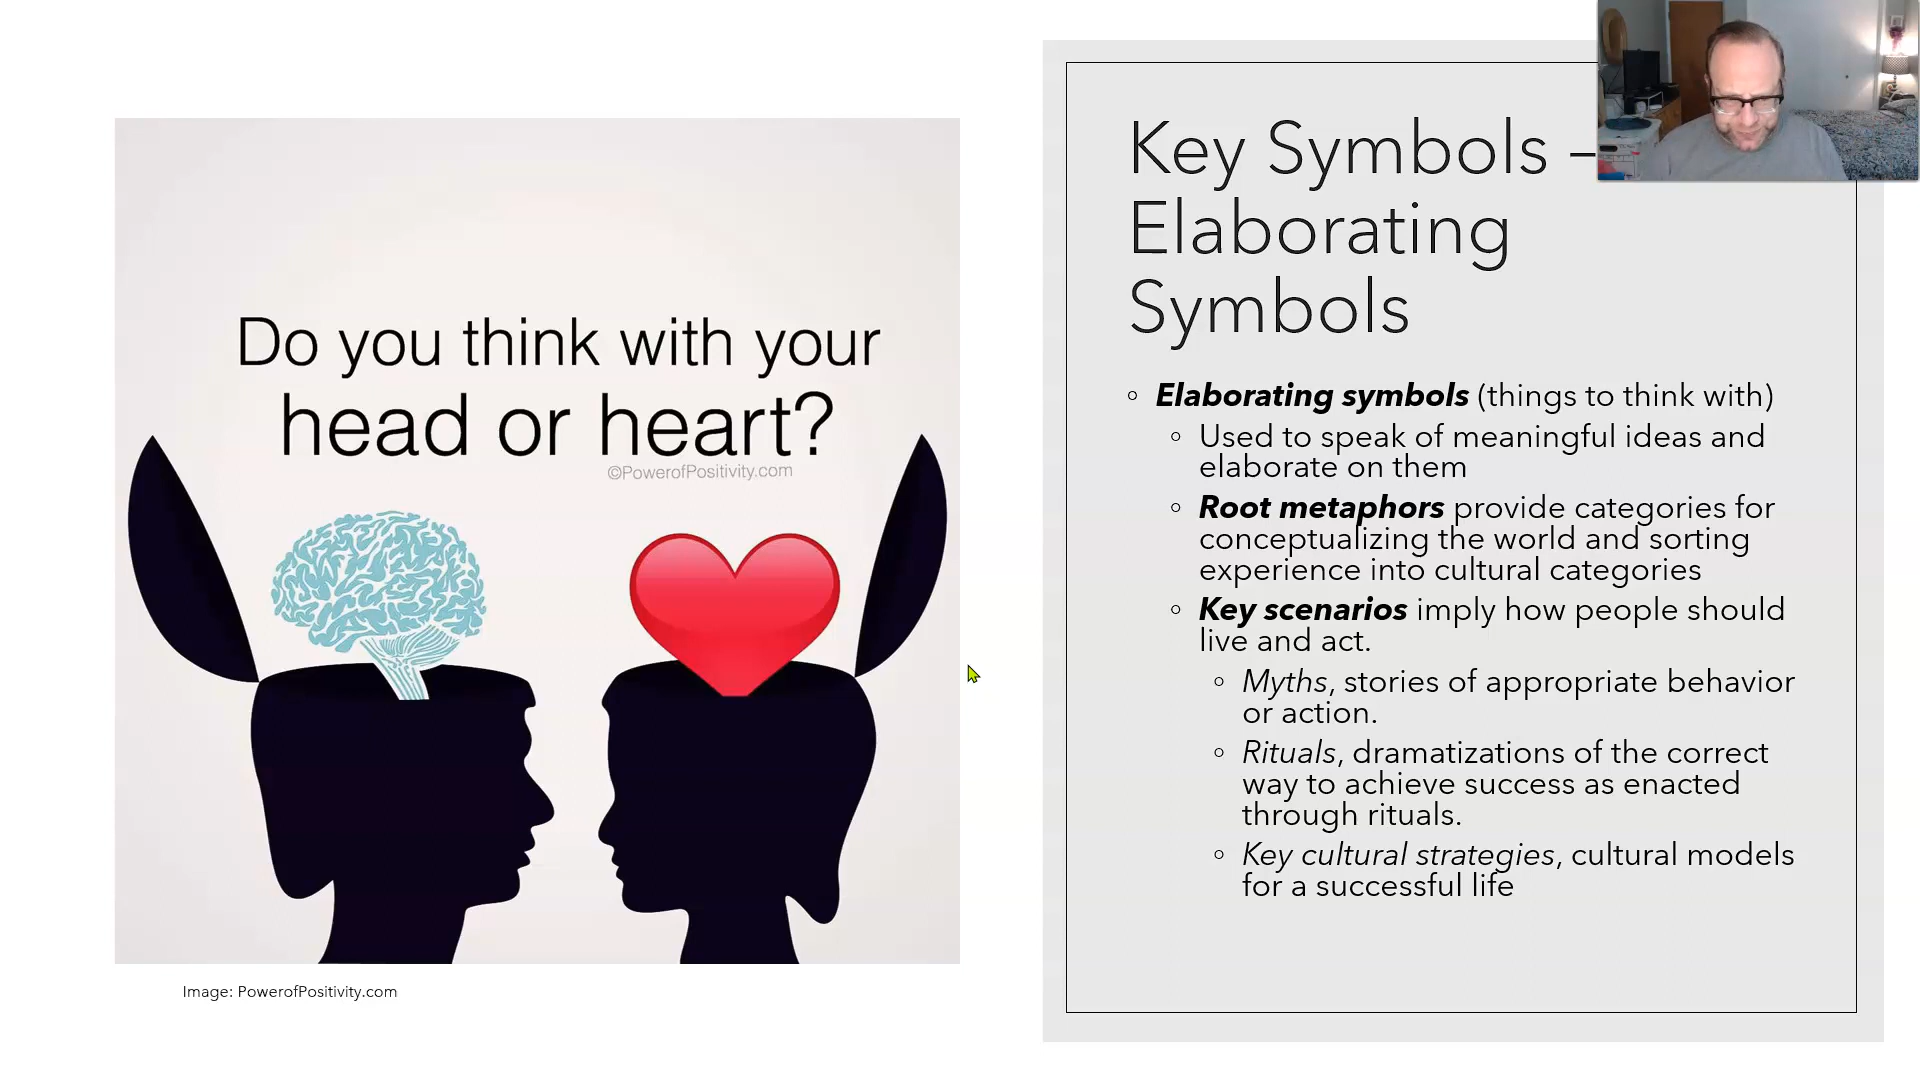 Do you think with your
head or heart?
©PowerofPositivity.com
Image: PowerofPositivity.com
Key Symbols –
Elaborating
Symbols
Elaborating symbols (things to think with)
Used to speak of meaningful ideas and
elaborate on them
Root metaphors provide categories for
conceptualizing the world and sorting
experience into cultural categories
Key scenarios imply how people should
live and act.
Myths, stories of appropriate behavior
or action.
Rituals, dramatizations of the correct
way to achieve success as enacted
through rituals.
Key cultural strategies, cultural models
for a successful life